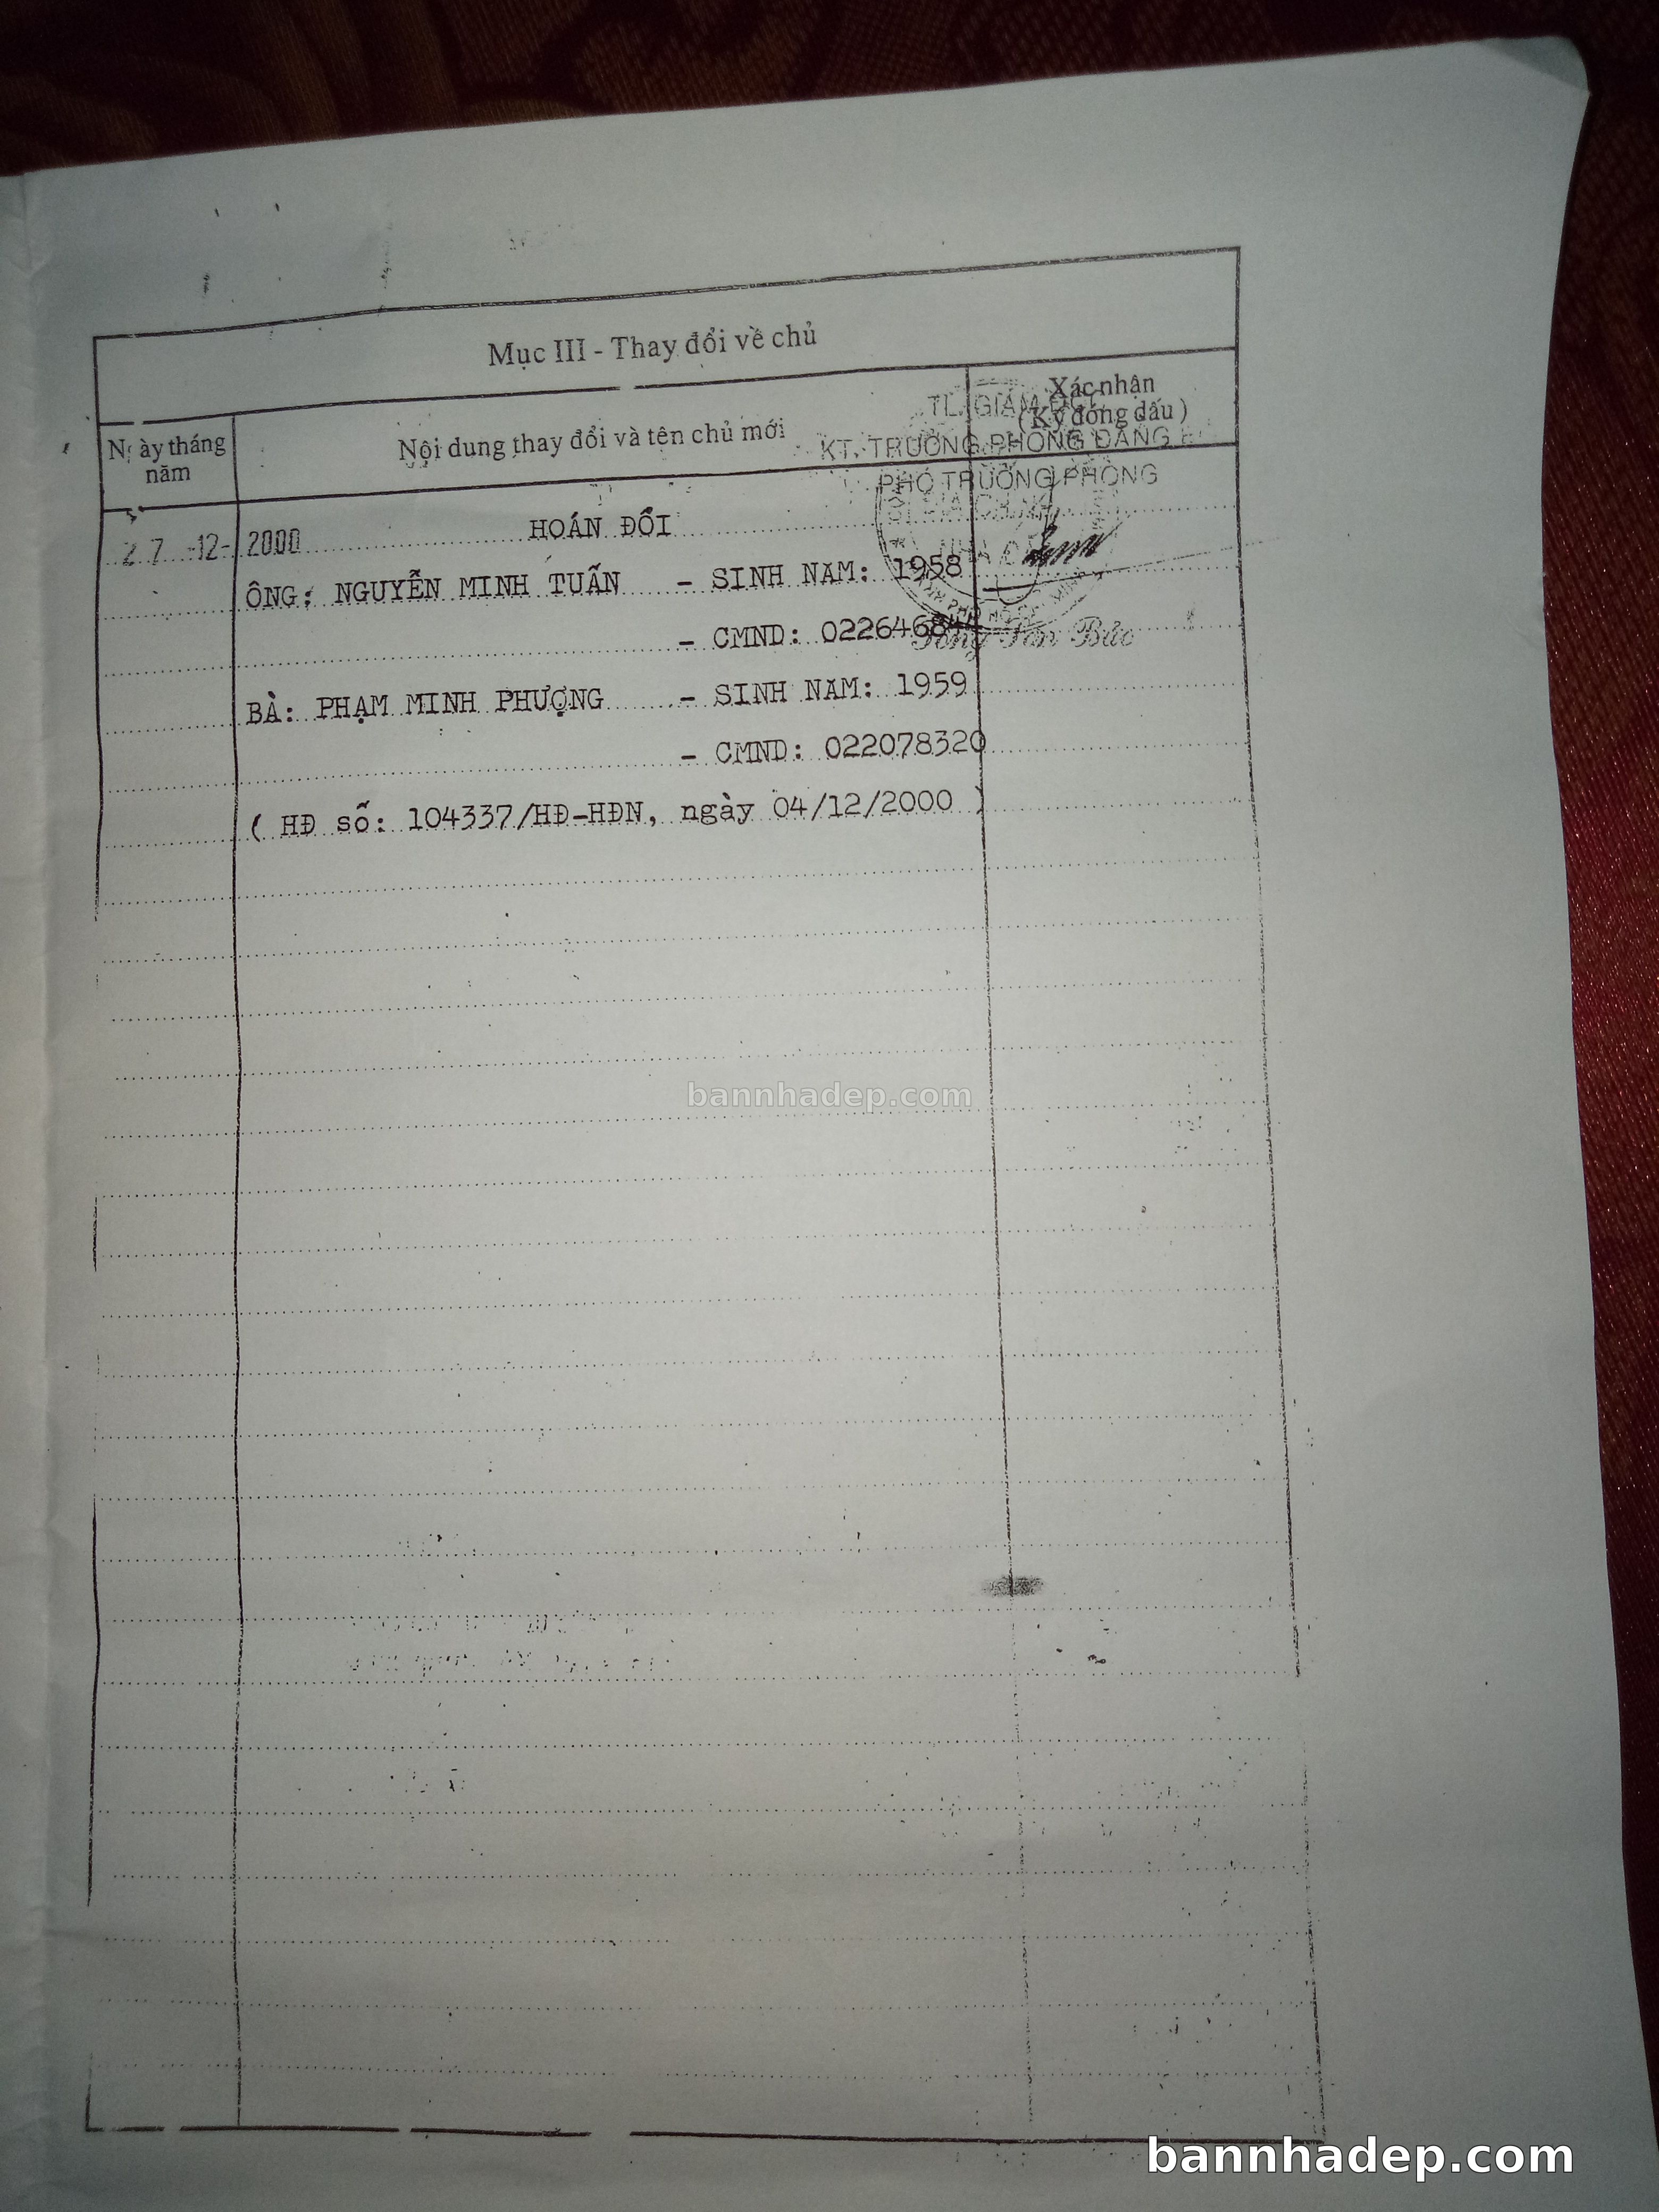 Mục III - Thay đổi về chủ
Ngày tháng năm
Nội dung thay đổi và tên chủ mới
Xác nhận
(Ký đóng dấu)
TL. GIÁM ĐỐC
KT. TRƯỞNG PHÒNG ĐĂNG
PHÓ TRƯỞNG PHÒNG
27-12-2000
HOÁN ĐỔI
ÔNG: NGUYỄN MINH TUẤN - SINH NAM: 1958
- CMND:
BÀ: PHẠM MINH PHƯỢNG - SINH NAM: 1959
- CMND: 022078320
( HĐ số: 104337/HĐ-HĐN, ngày 04/12/2000 )
bannhadep.com
bannhadep.com